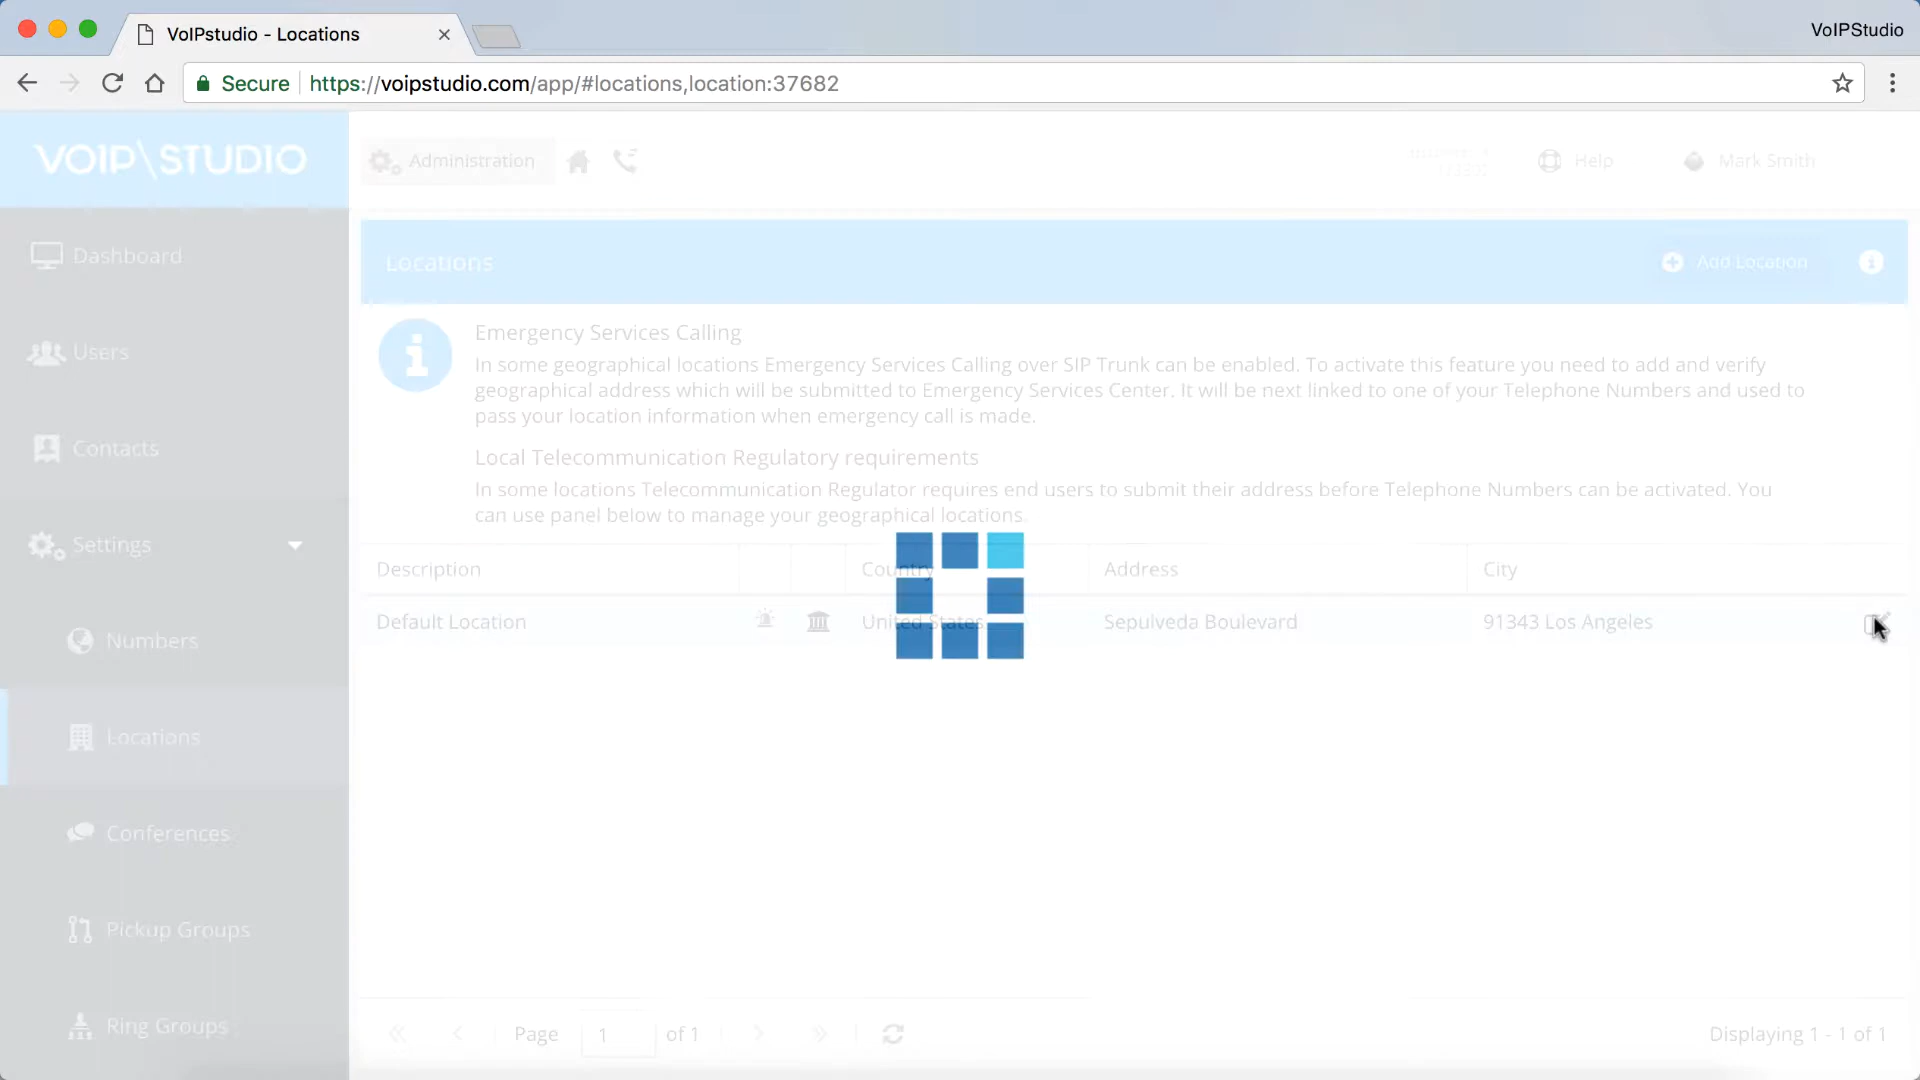 VoIPstudio - Locations
VoIPStudio
Secure https://voipstudio.com/app/#locations,location:37682
VOIP\STUDIO
Administration
Help
Mark Smith
Dashboard
Users
Contacts
Settings
Numbers
Locations
Conferences
Pickup Groups
Ring Groups
Locations
Add Location
Emergency Services Calling
In some geographical locations Emergency Services Calling over SIP Trunk can be enabled. To activate this feature you need to add and verify
geographical address which will be submitted to Emergency Services Center. It will be next linked to one of your Telephone Numbers and used to
pass your location information when emergency call is made.
Local Telecommunication Regulatory requirements
In some locations Telecommunication Regulator requires end users to submit their address before Telephone Numbers can be activated. You
can use panel below to manage your geographical locations.
Description Country Address City
Default Location United States Sepulveda Boulevard 91343 Los Angeles
Page 1 of 1
Displaying 1 - 1 of 1